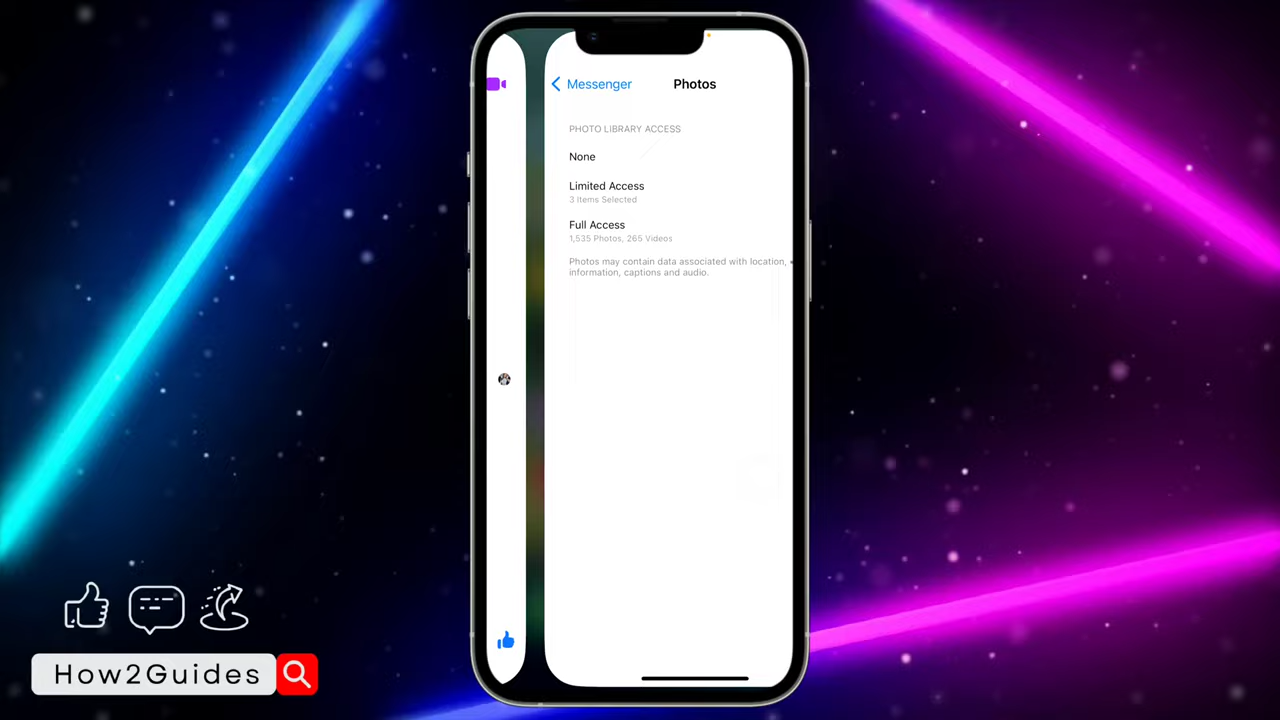 Messenger
Photos
PHOTO LIBRARY ACCESS
None
Limited Access
3 Items Selected
Full Access
1,535 Photos, 265 Videos
Photos may contain data associated with location,
information, captions and audio.
How2Guides